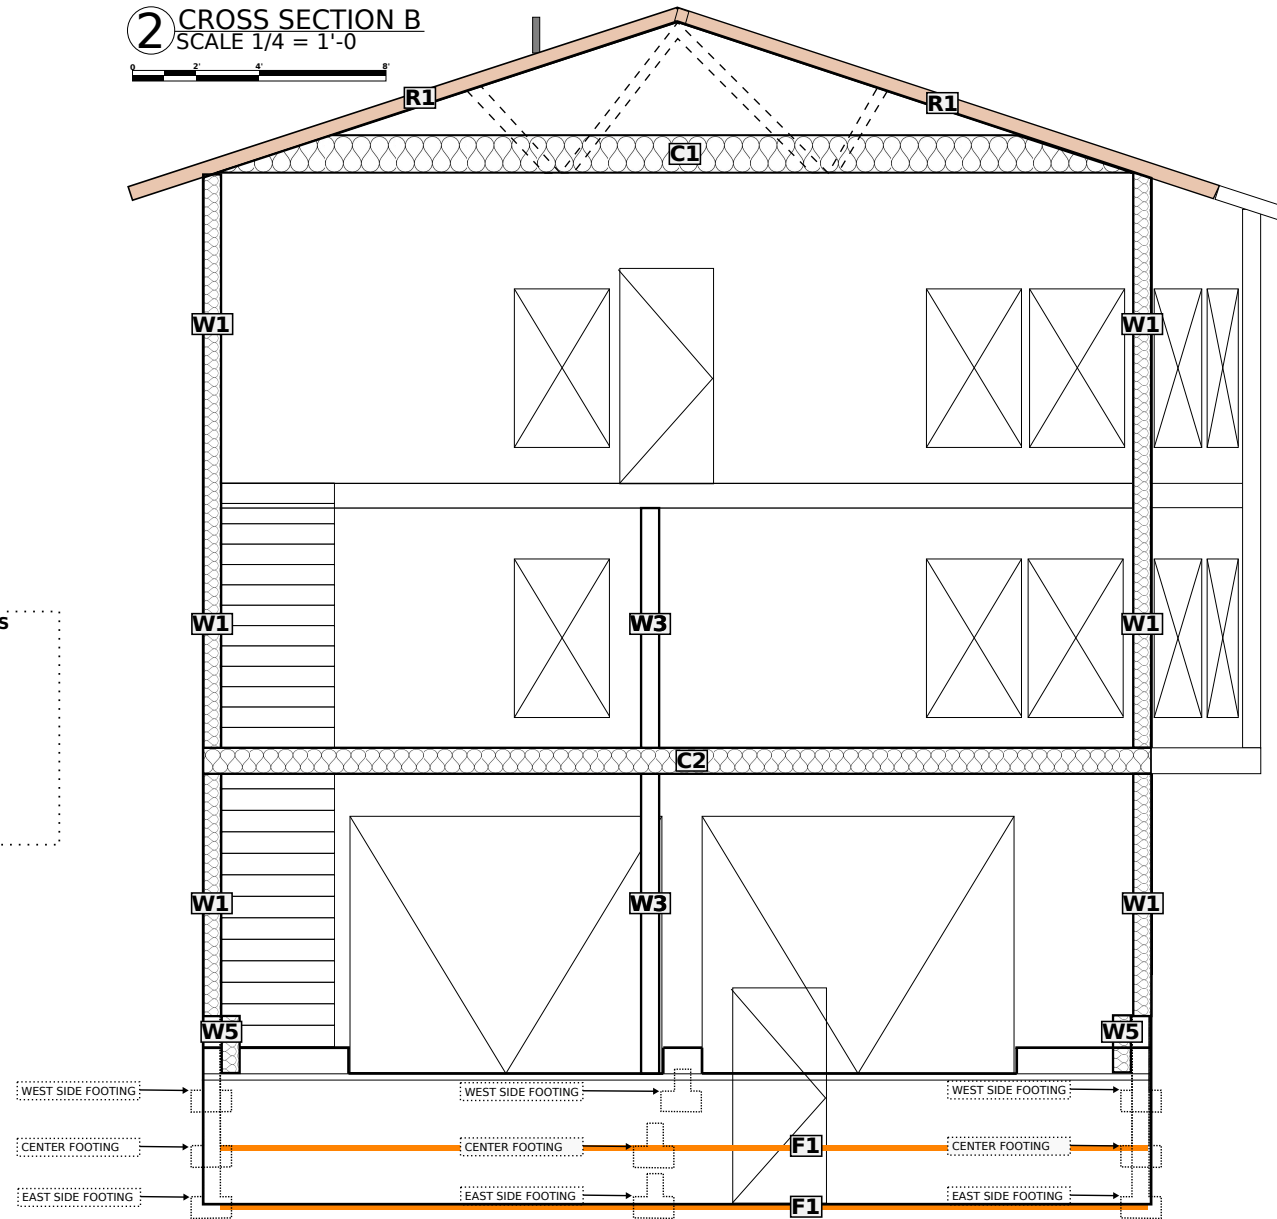 2 CROSS SECTION B
SCALE 1/4 = 1'-0
0 2' 4' 8'
R1 R1
C1
W1 W1
S
W1 W3 W1
C2
W1 W3 W1
W5 W5
WEST SIDE FOOTING WEST SIDE FOOTING WEST SIDE FOOTING
CENTER FOOTING CENTER FOOTING F1 CENTER FOOTING
EAST SIDE FOOTING EAST SIDE FOOTING F1 EAST SIDE FOOTING